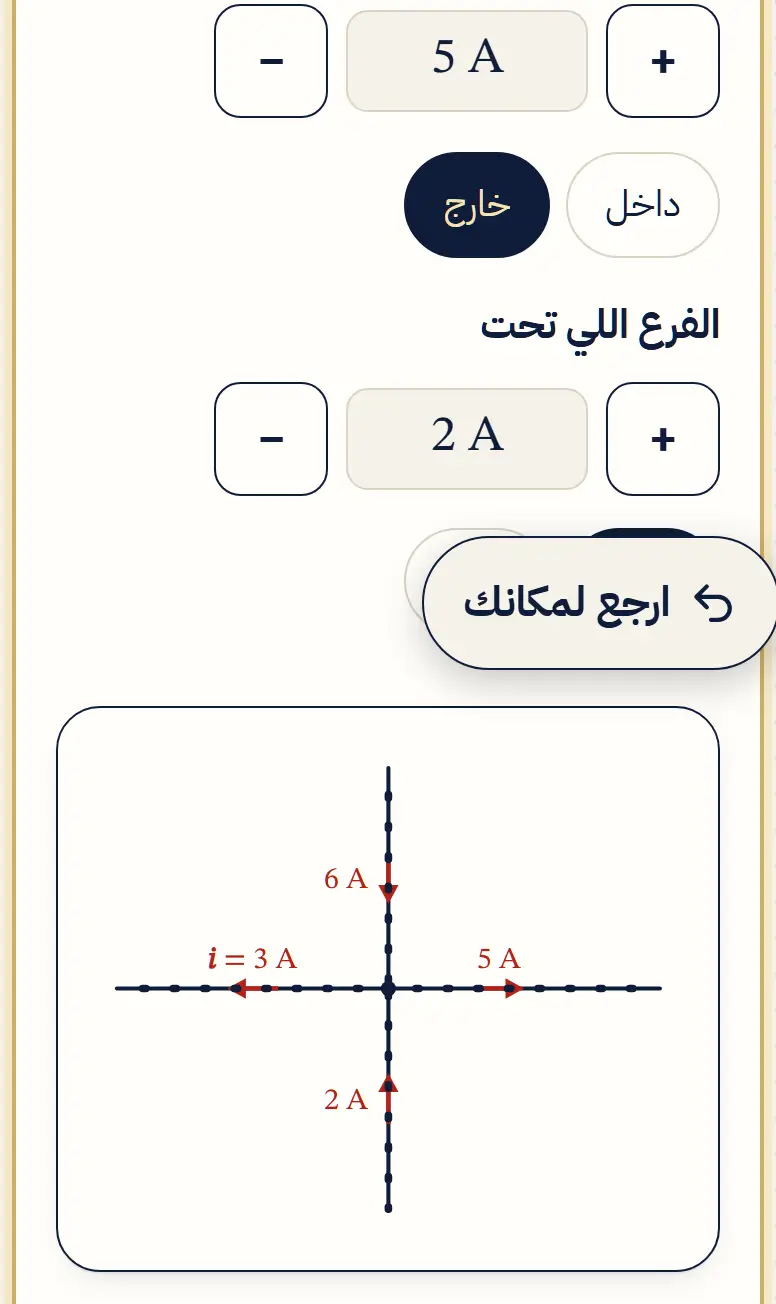 + 5 A −
داخل خارج
الفرع اللي تحت
+ 2 A −
ارجع لمكانك
6 A
i = 3 A 5 A
2 A